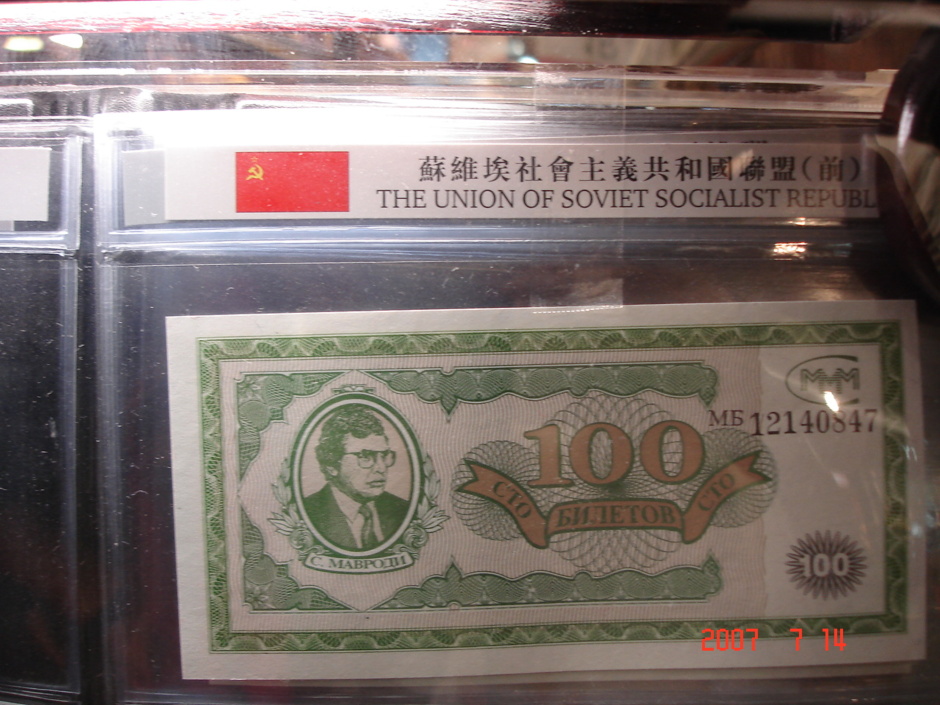 蘇維埃社會主義共和國聯盟(前)
THE UNION OF SOVIET SOCIALIST REPUBL
МММ
МБ 12140847
100
СТО БИЛЕТОВ СТО
С. МАВРОДИ
100
2007 7 14